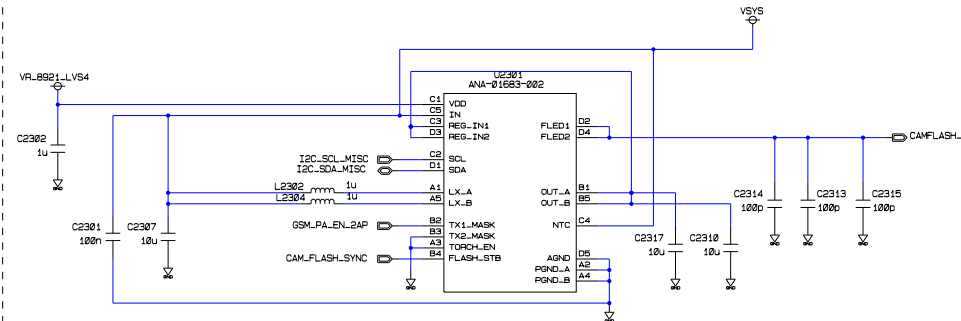 VSYS
VR_8921_LVS4
U2301
ANA-01683-002
C1 VDD
C5 IN
C3 REG_IN1
D3 REG_IN2
FLED1 D2
FLED2 D4
CAMFLASH_
C2302
1u
I2C_SCL_MISC C2 SCL
I2C_SDA_MISC D1 SDA
L2302 1u A1 LX_A
L2304 1u A5 LX_B
OUT_A B1
OUT_B B5
C2314
100p
C2313
100p
C2315
100p
C2301
100n
C2307
10u
GSM_PA_EN_2AP B2 TX1_MASK
B3 TX2_MASK
A3 TORCH_EN
CAM_FLASH_SYNC B4 FLASH_STB
NTC C4
C2317
10u
C2310
10u
AGND D5
PGND_A A2
PGND_B A4